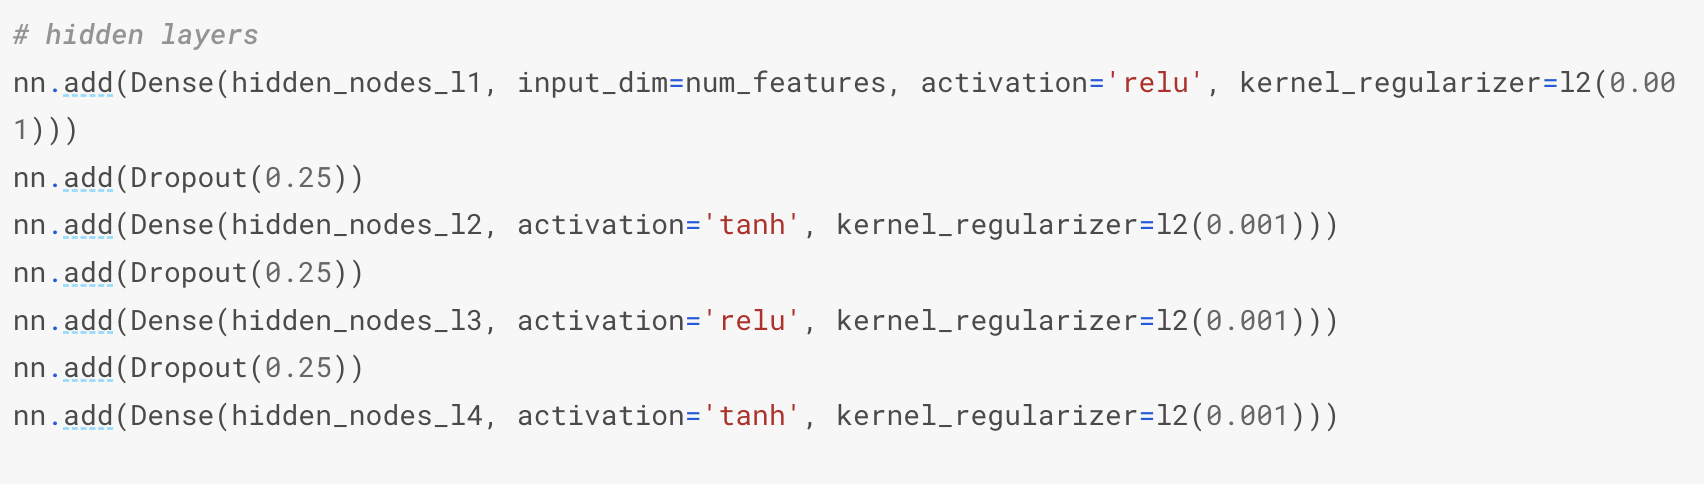 # hidden layers
nn.add(Dense(hidden_nodes_l1, input_dim=num_features, activation='relu', kernel_regularizer=l2(0.00
1)))
nn.add(Dropout(0.25))
nn.add(Dense(hidden_nodes_l2, activation='tanh', kernel_regularizer=l2(0.001)))
nn.add(Dropout(0.25))
nn.add(Dense(hidden_nodes_l3, activation='relu', kernel_regularizer=l2(0.001)))
nn.add(Dropout(0.25))
nn.add(Dense(hidden_nodes_l4, activation='tanh', kernel_regularizer=l2(0.001)))